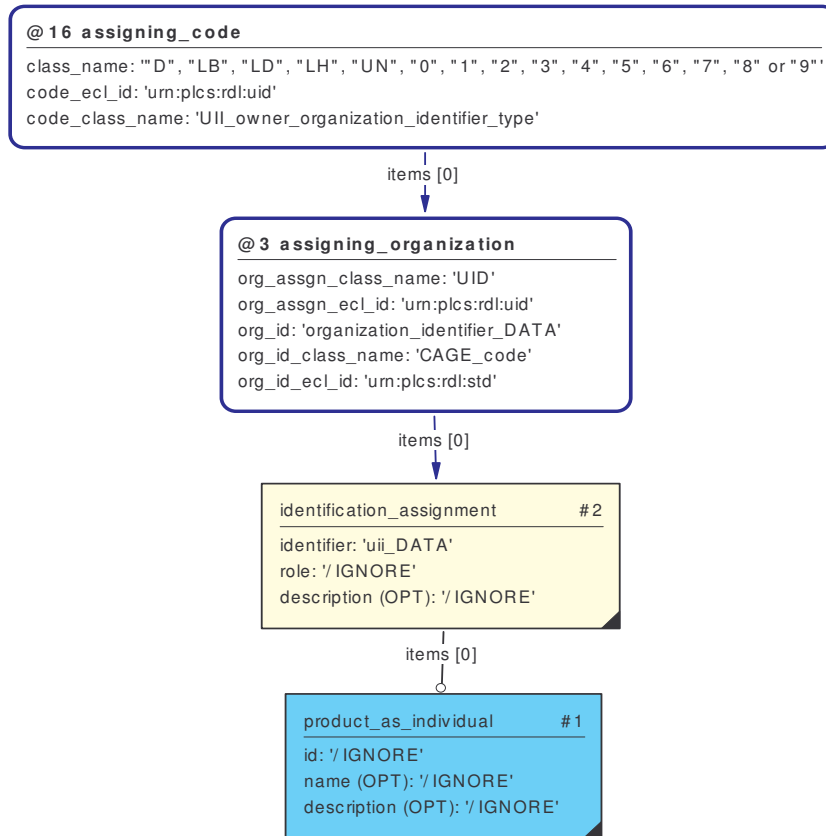 @16 assigning_code
class_name: '"D", "LB", "LD", "LH", "UN", "0", "1", "2", "3", "4", "5", "6", "7", "8" or "9"'
code_ecl_id: 'urn:plcs:rdl:uid'
code_class_name: 'UII_owner_organization_identifier_type'
items [0]
@3 assigning_organization
org_assgn_class_name: 'UID'
org_assgn_ecl_id: 'urn:plcs:rdl:uid'
org_id: 'organization_identifier_DATA'
org_id_class_name: 'CAGE_code'
org_id_ecl_id: 'urn:plcs:rdl:std'
items [0]
identification_assignment #2
identifier: 'uii_DATA'
role: '/IGNORE'
description (OPT): '/IGNORE'
items [0]
product_as_individual #1
id: '/IGNORE'
name (OPT): '/IGNORE'
description (OPT): '/IGNORE'